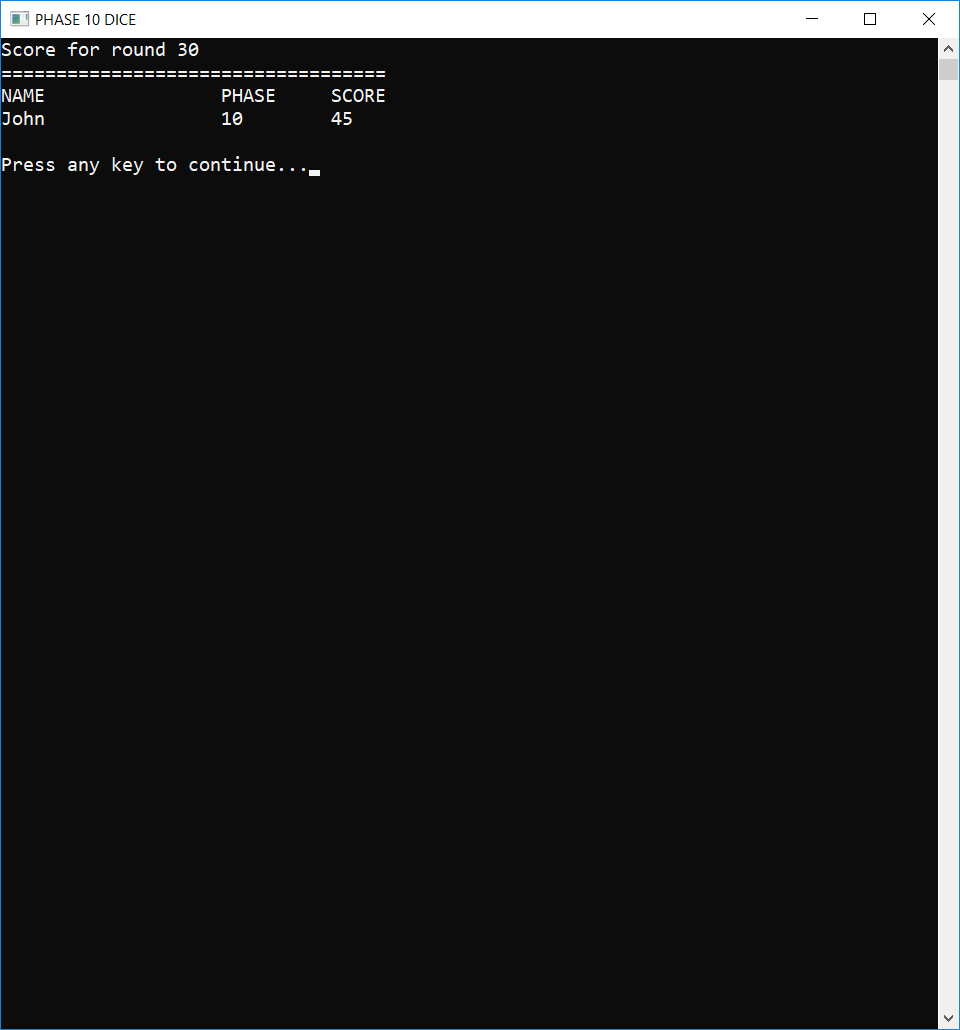 PHASE 10 DICE
Score for round 30
===================================
NAME                PHASE     SCORE
John                10        45
Press any key to continue...